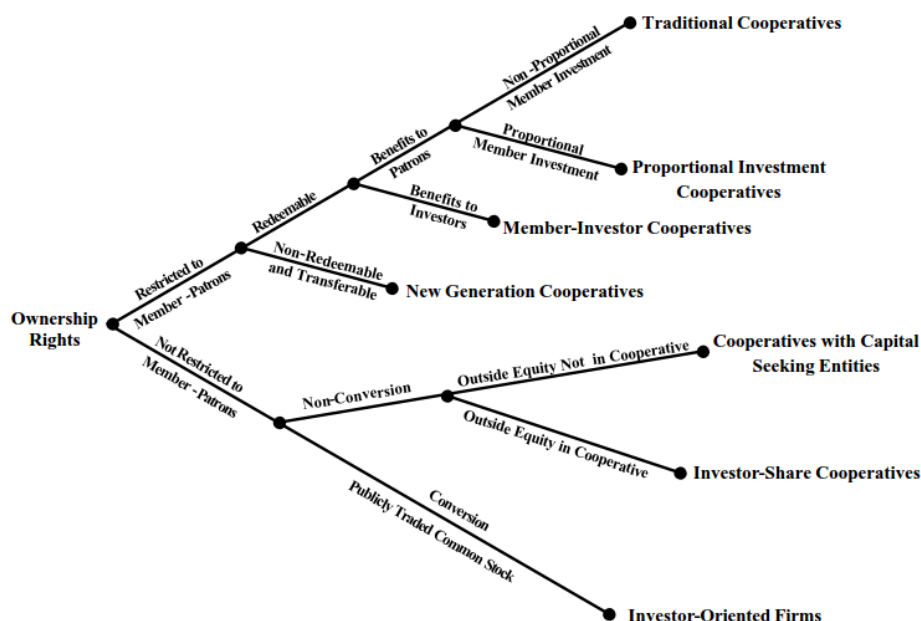 Traditional Cooperatives
Non -Proportional
Member Investment
Proportional
Member Investment
Proportional Investment
Cooperatives
Benefits to
Patrons
Benefits to
Investors
Member-Investor Cooperatives
Redeemable
Non-Redeemable
and Transferable
New Generation Cooperatives
Restricted to
Member -Patrons
Ownership
Rights
Not Restricted to
Member -Patrons
Non-Conversion
Outside Equity Not in Cooperative
Cooperatives with Capital
Seeking Entities
Outside Equity in Cooperative
Investor-Share Cooperatives
Conversion
Publicly Traded Common Stock
Investor-Oriented Firms